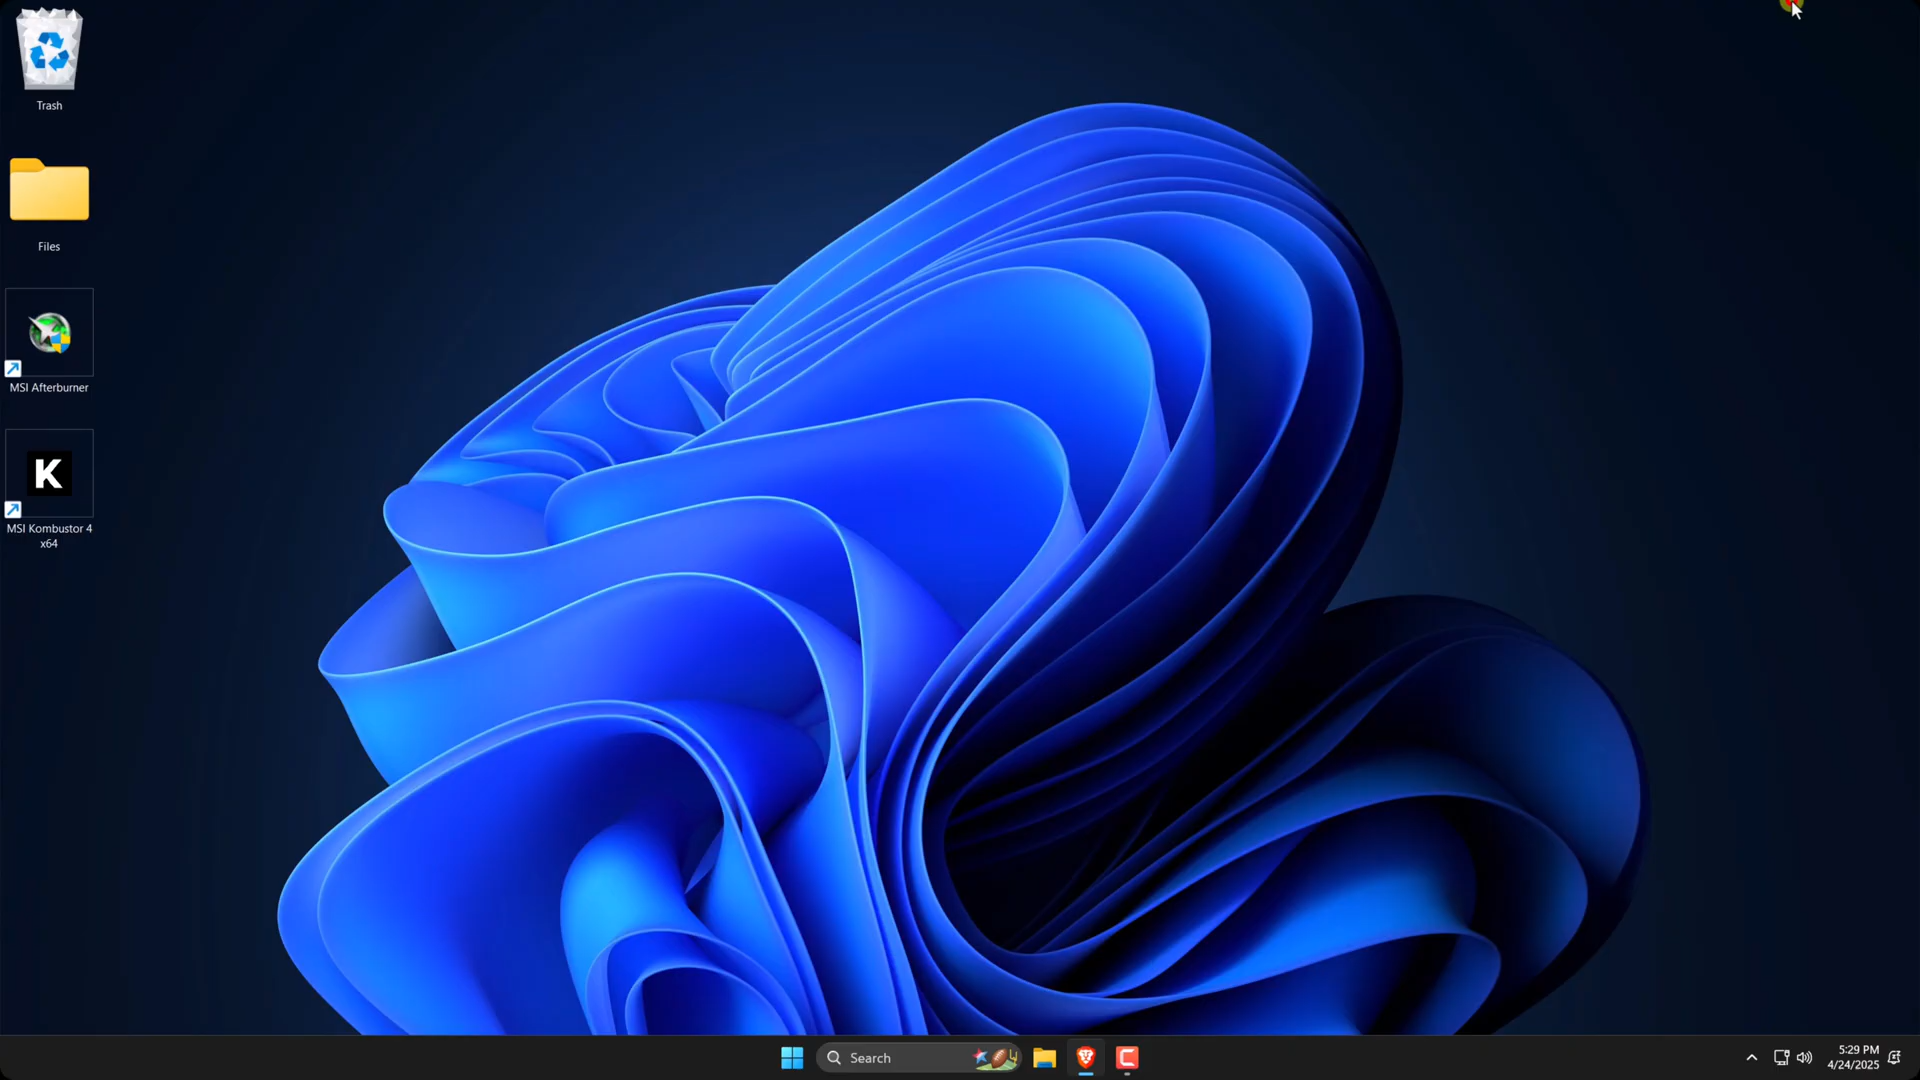 Trash
Files
MSI Afterburner
K
MSI Kombustor 4
x64
Search
5:29 PM
4/24/2025